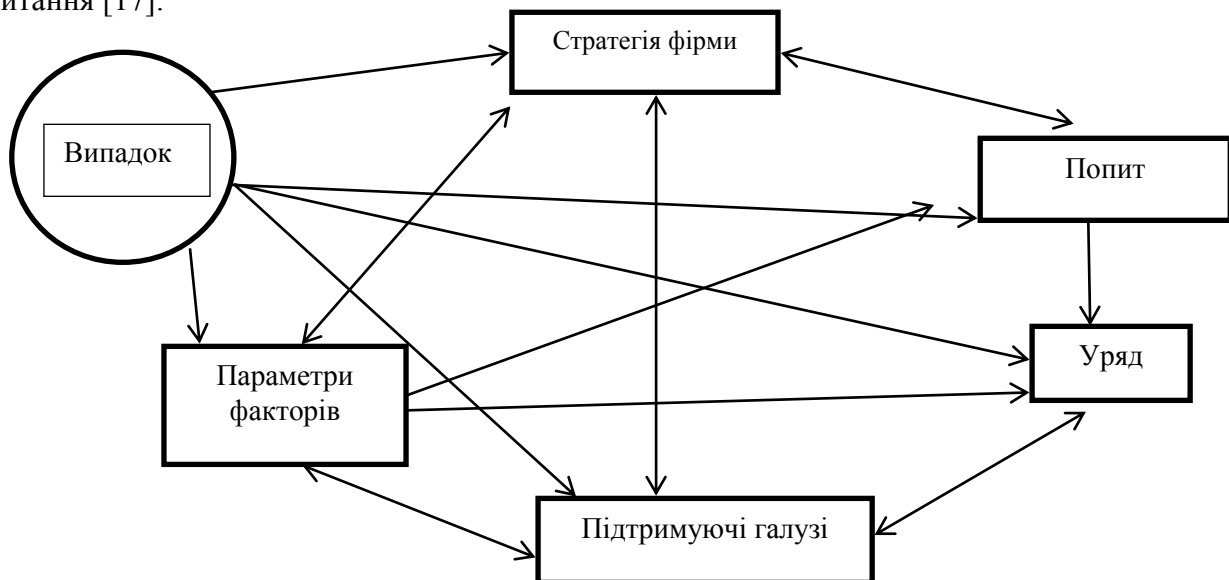 итання [17].
Стратегія фірми
Випадок
Попит
Уряд
Параметри
факторів
Підтримуючі галузі